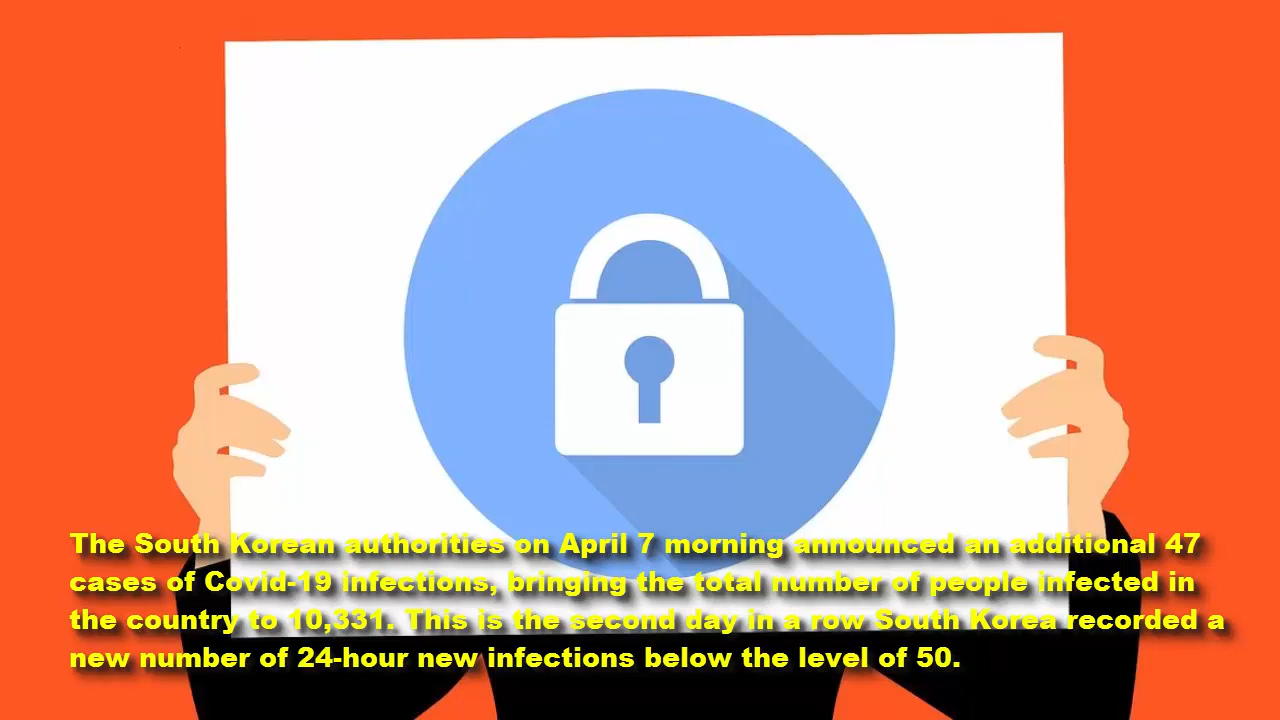 The South Korean authorities on April 7 morning announced an additional 47
cases of Covid-19 infections, bringing the total number of people infected in
the country to 10,331. This is the second day in a row South Korea recorded a
new number of 24-hour new infections below the level of 50.